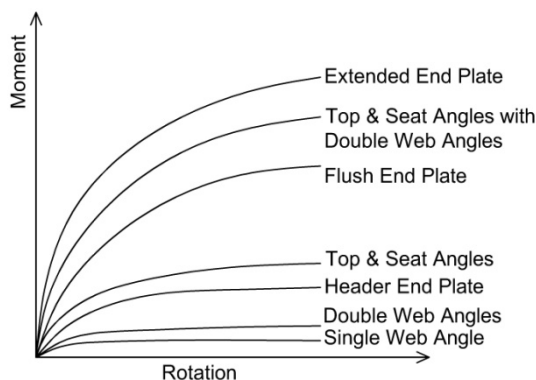 Moment
Extended End Plate
Top & Seat Angles with
Double Web Angles
Flush End Plate
Top & Seat Angles
Header End Plate
Double Web Angles
Single Web Angle
Rotation